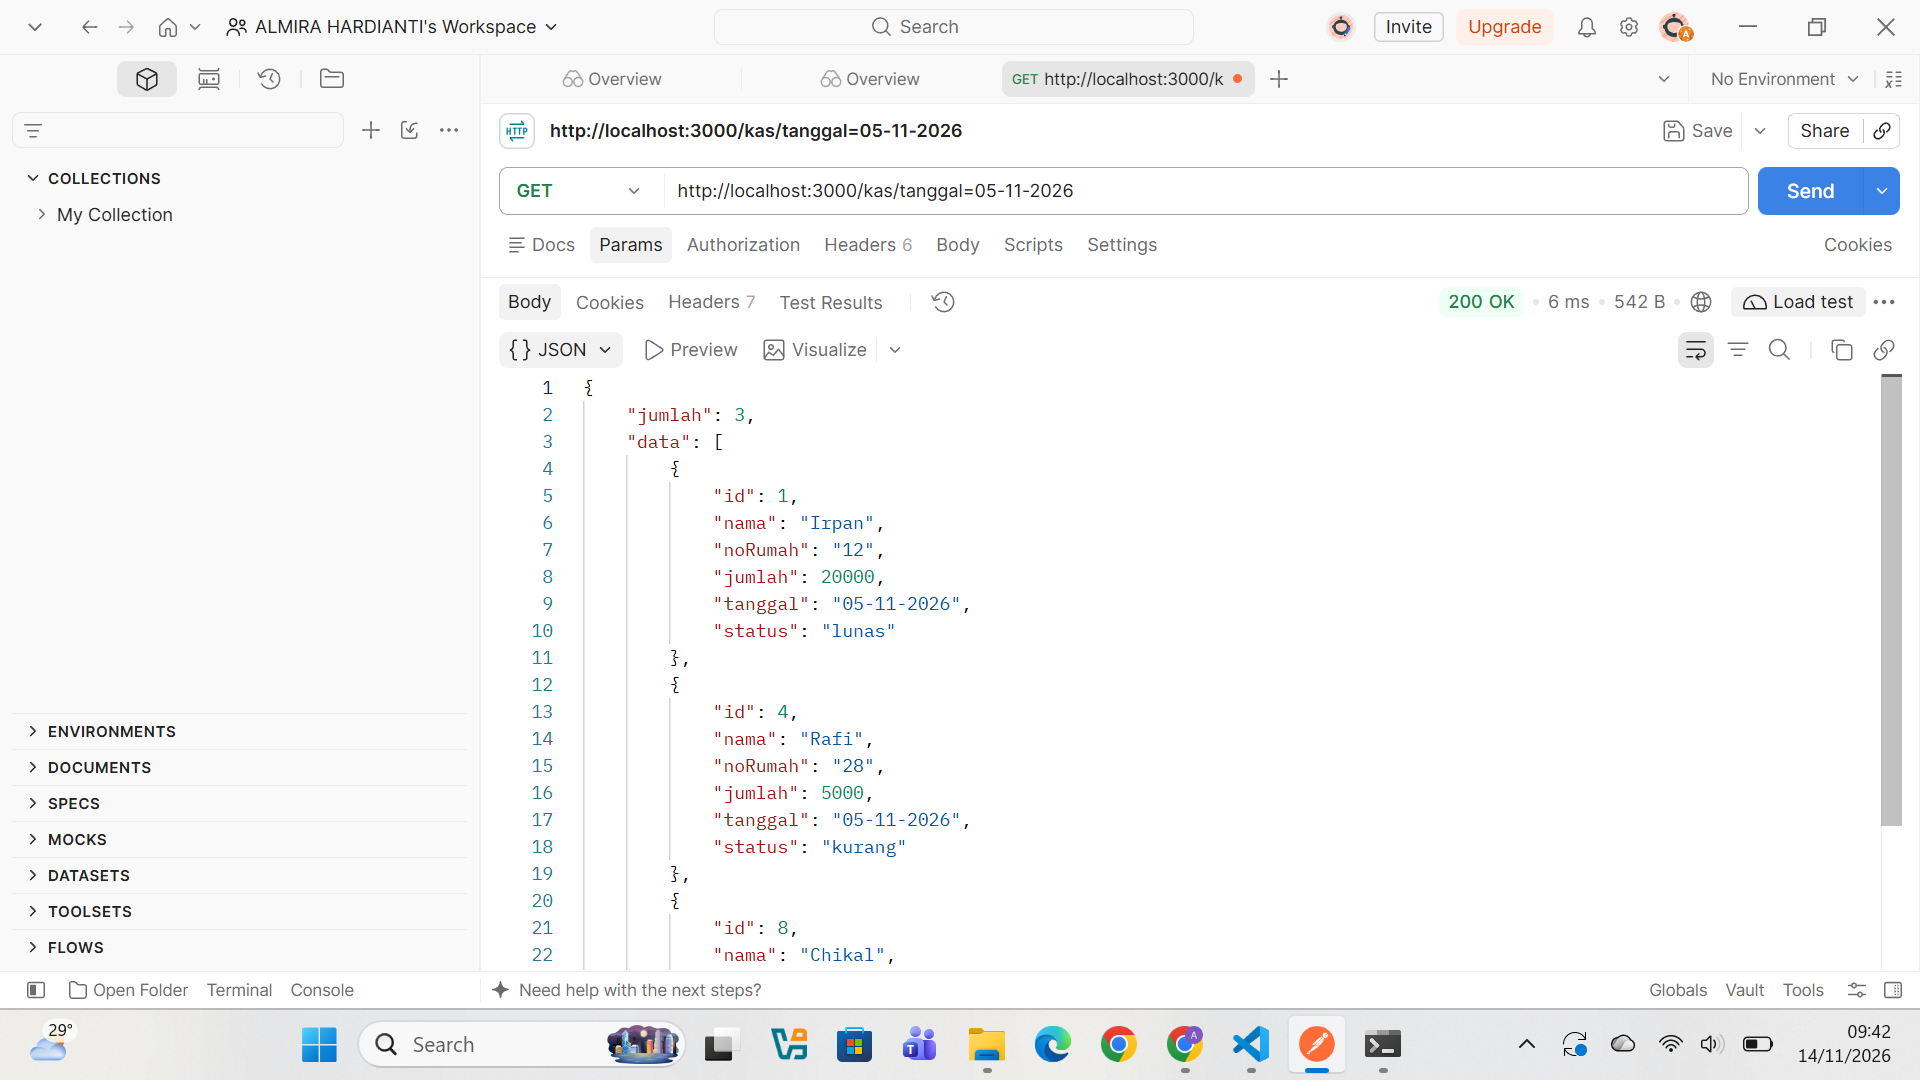 ALMIRA HARDIANTI's Workspace
Search
Invite
Upgrade
A
Overview
Overview
GET http://localhost:3000/k
No Environment
HTTP http://localhost:3000/kas/tanggal=05-11-2026
Save
Share
COLLECTIONS
My Collection
GET
http://localhost:3000/kas/tanggal=05-11-2026
Send
Docs
Params
Authorization
Headers 6
Body
Scripts
Settings
Cookies
Body
Cookies
Headers 7
Test Results
200 OK
6 ms
542 B
Load test
{} JSON
Preview
Visualize
1 {
2 "jumlah": 3,
3 "data": [
4 {
5 "id": 1,
6 "nama": "Irpan",
7 "noRumah": "12",
8 "jumlah": 20000,
9 "tanggal": "05-11-2026",
10 "status": "lunas"
11 },
12 {
13 "id": 4,
14 "nama": "Rafi",
15 "noRumah": "28",
16 "jumlah": 5000,
17 "tanggal": "05-11-2026",
18 "status": "kurang"
19 },
20 {
21 "id": 8,
22 "nama": "Chikal",
ENVIRONMENTS
DOCUMENTS
SPECS
MOCKS
DATASETS
TOOLSETS
FLOWS
Open Folder
Terminal
Console
Need help with the next steps?
Globals
Vault
Tools
29°
Search
A
09:42
14/11/2026